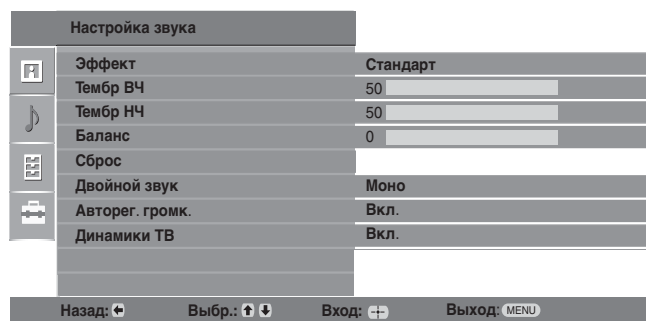 Настройка звука
Эффект Стандарт
Тембр ВЧ 50
Тембр НЧ 50
Баланс 0
Сброс
Двойной звук Моно
Авторег. громк. Вкл.
Динамики ТВ Вкл.
Назад: Выбр.: Вход: Выход: MENU